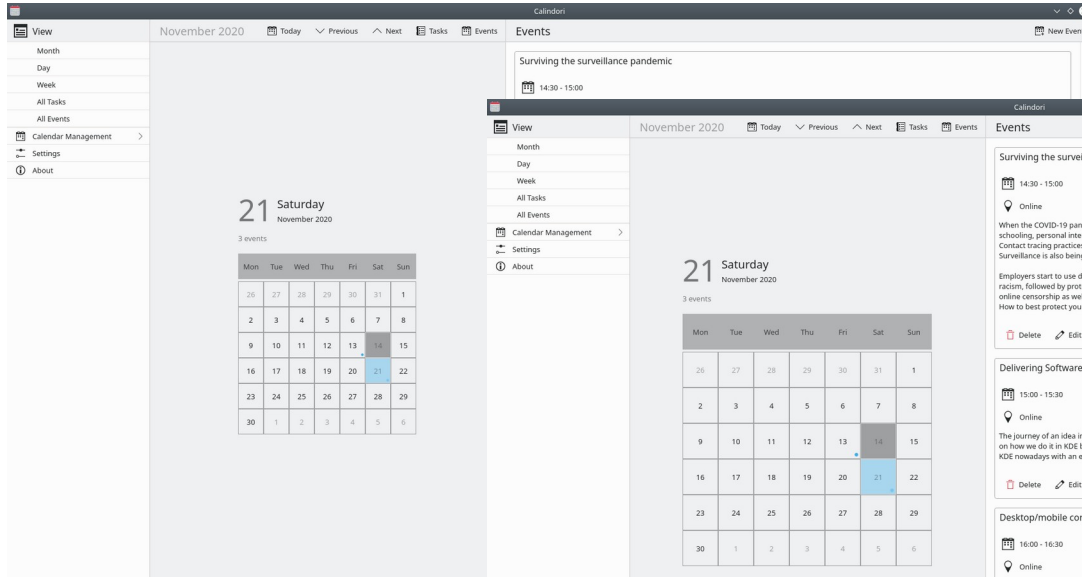 Calindori
View
November 2020 Today Previous Next Tasks Events
Events
New Even
Month
Day
Week
All Tasks
All Events
Calendar Management
Settings
About
21 Saturday
November 2020
3 events
Mon Tue Wed Thu Fri Sat Sun
26 27 28 29 30 31 1
2 3 4 5 6 7 8
9 10 11 12 13 14 15
16 17 18 19 20 21 22
23 24 25 26 27 28 29
30 1 2 3 4 5 6
Surviving the surveillance pandemic
14:30 - 15:00
Calindori
View
November 2020 Today Previous Next Tasks Events
Events
Month
Day
Week
All Tasks
All Events
Calendar Management
Settings
About
21 Saturday
November 2020
3 events
Mon Tue Wed Thu Fri Sat Sun
26 27 28 29 30 31 1
2 3 4 5 6 7 8
9 10 11 12 13 14 15
16 17 18 19 20 21 22
23 24 25 26 27 28 29
30 1 2 3 4 5 6
Surviving the survei
14:30 - 15:00
Online
When the COVID-19 pan
schooling, personal inte
Contact tracing practices
Surveillance is also being
Employers start to use d
racism, followed by prot
online censorship as wel
How to best protect you
Delete Edit
Delivering Software
15:00 - 15:30
Online
The journey of an idea in
on how we do it in KDE b
KDE nowadays with an e
Delete Edit
Desktop/mobile con
16:00 - 16:30
Online